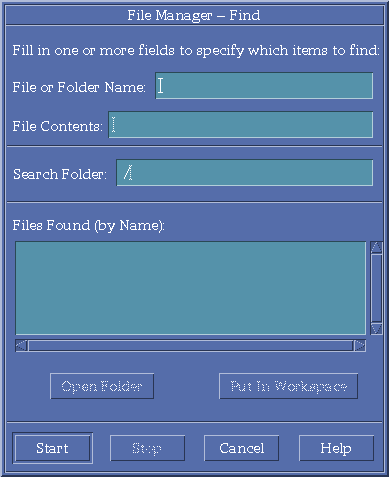 File Manager – Find
Fill in one or more fields to specify which items to find:
File or Folder Name:
File Contents:
Search Folder: /
Files Found (by Name):
Open Folder Put In Workspace
Start Stop Cancel Help